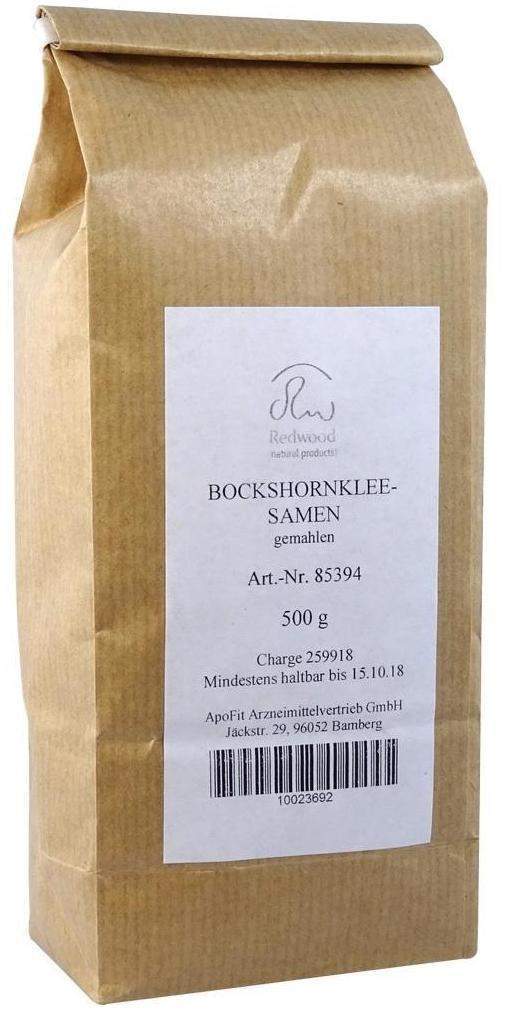 Redwood
natural products!
BOCKSHORNKLEE-
SAMEN
gemahlen
Art.-Nr. 85394
500 g
Charge 259918
Mindestens haltbar bis 15.10.18
ApoFit Arzneimittelvertrieb GmbH
Jäckstr. 29, 96052 Bamberg
10023692